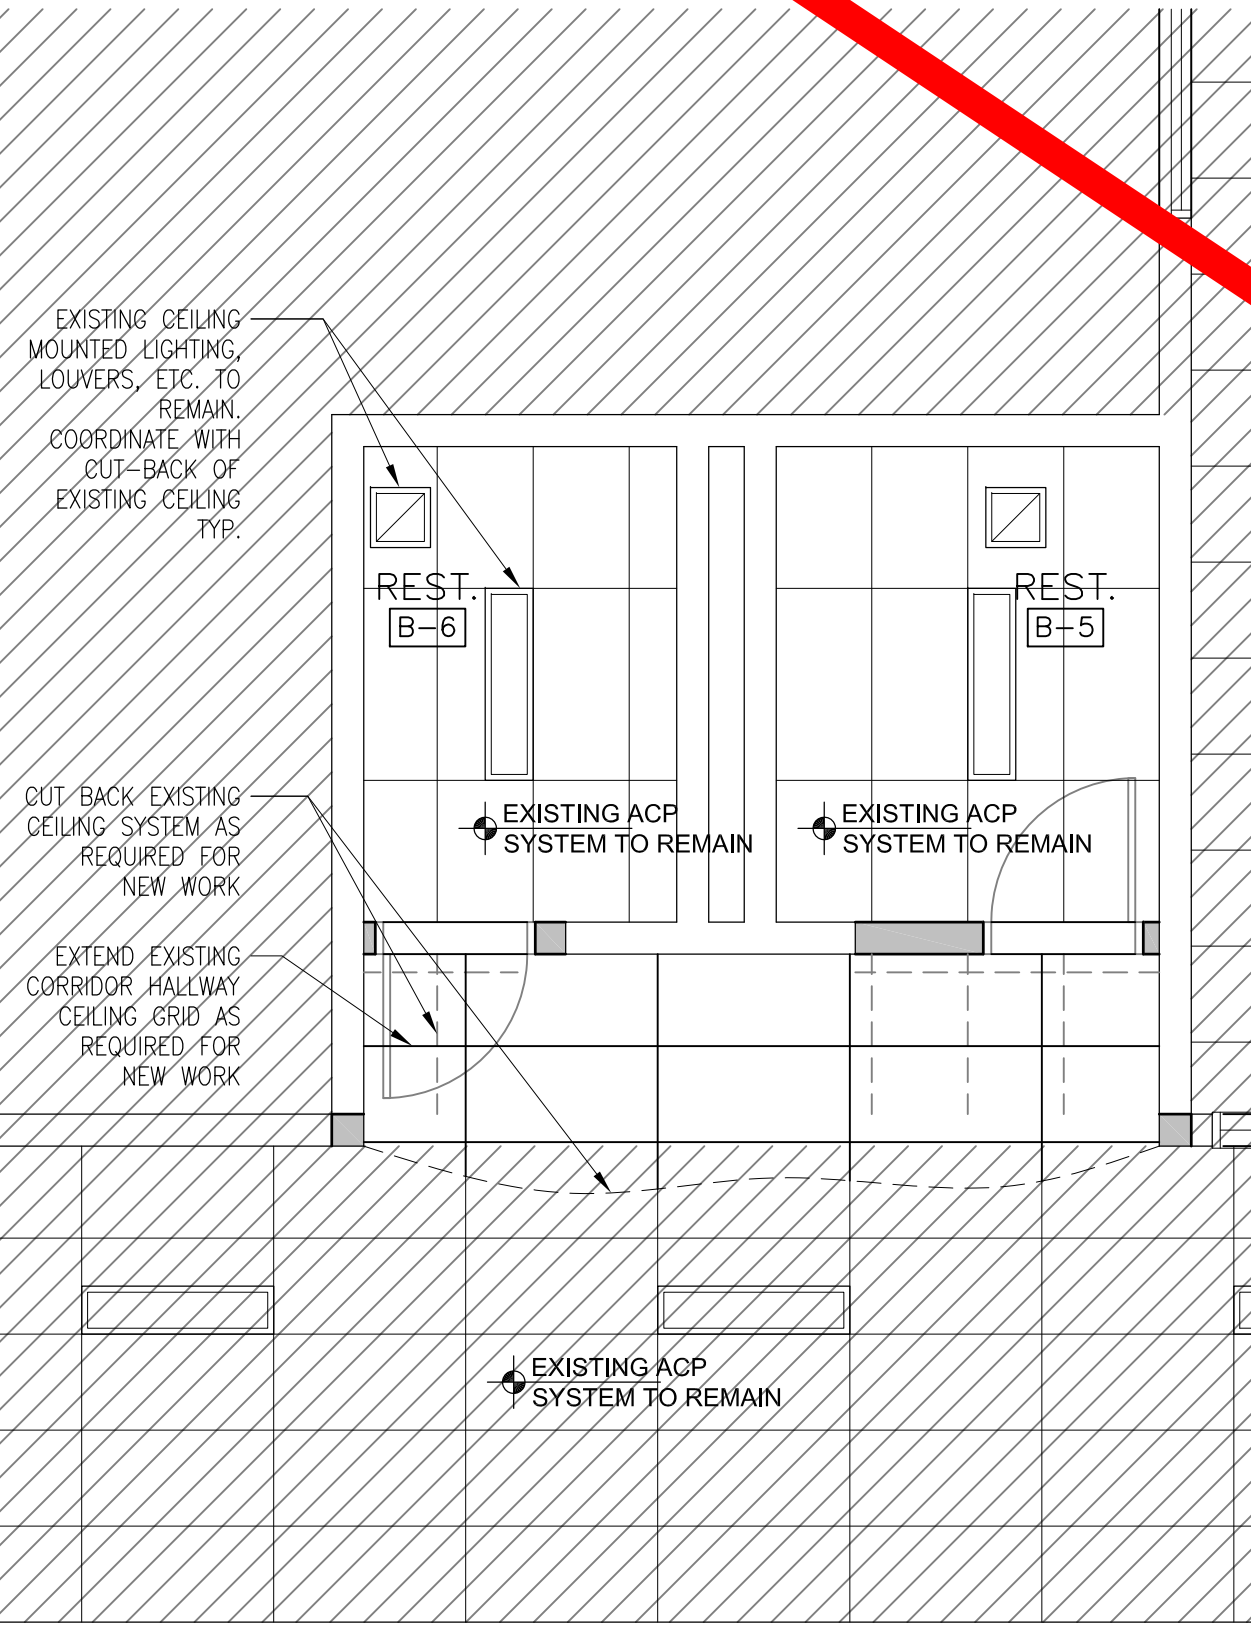 EXISTING CEILING
MOUNTED LIGHTING,
LOUVERS, ETC. TO
REMAIN.
COORDINATE WITH
CUT-BACK OF
EXISTING CEILING
TYP.
REST.
B-6
REST.
B-5
CUT BACK EXISTING
CEILING SYSTEM AS
REQUIRED FOR
NEW WORK
EXISTING ACP
SYSTEM TO REMAIN
EXISTING ACP
SYSTEM TO REMAIN
EXTEND EXISTING
CORRIDOR HALLWAY
CEILING GRID AS
REQUIRED FOR
NEW WORK
EXISTING ACP
SYSTEM TO REMAIN